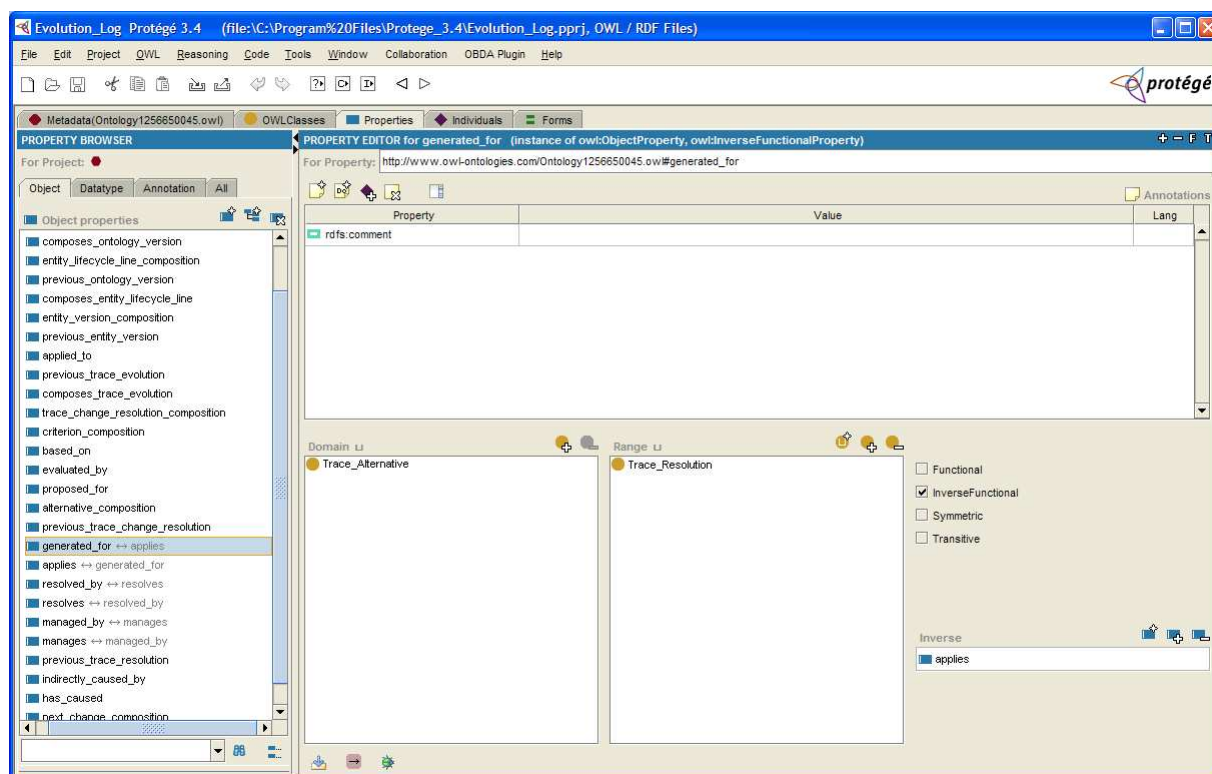 Evolution_Log Protégé 3.4 (file:\C:\Program%20Files\Protege_3.4\Evolution_Log.pprj, OWL / RDF Files)
File Edit Project OWL Reasoning Code Tools Window Collaboration OBDA Plugin Help
protégé
Metadata(Ontology1256650045.owl) OWLClasses Properties Individuals Forms
PROPERTY BROWSER
For Project:
Object Datatype Annotation All
Object properties
composes_ontology_version
entity_lifecycle_line_composition
previous_ontology_version
composes_entity_lifecycle_line
entity_version_composition
previous_entity_version
applied_to
previous_trace_evolution
composes_trace_evolution
trace_change_resolution_composition
criterion_composition
based_on
evaluated_by
proposed_for
alternative_composition
previous_trace_change_resolution
generated_for ↔ applies
applies ↔ generated_for
resolved_by ↔ resolves
resolves ↔ resolved_by
managed_by ↔ manages
manages ↔ managed_by
previous_trace_resolution
indirectly_caused_by
has_caused
next_change_composition
PROPERTY EDITOR for generated_for (instance of owl:ObjectProperty, owl:InverseFunctionalProperty)
F T
For Property: http://www.owl-ontologies.com/Ontology1256650045.owl#generated_for
Annotations
Property Value Lang
rdfs:comment
Domain ⊔
Trace_Alternative
Range ⊔
Trace_Resolution
Functional
InverseFunctional
Symmetric
Transitive
Inverse
applies